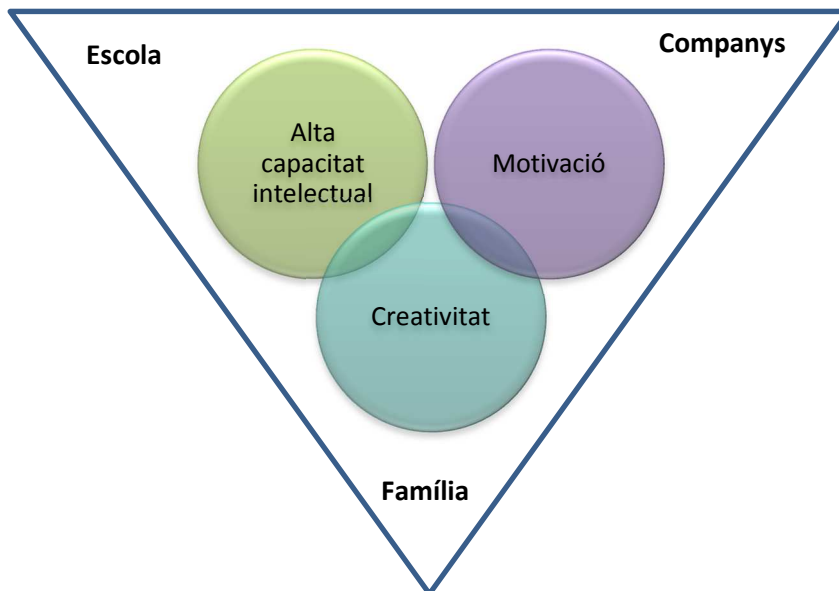 Escola
Companys
Alta
capacitat
intelectual
Motivació
Creativitat
Família